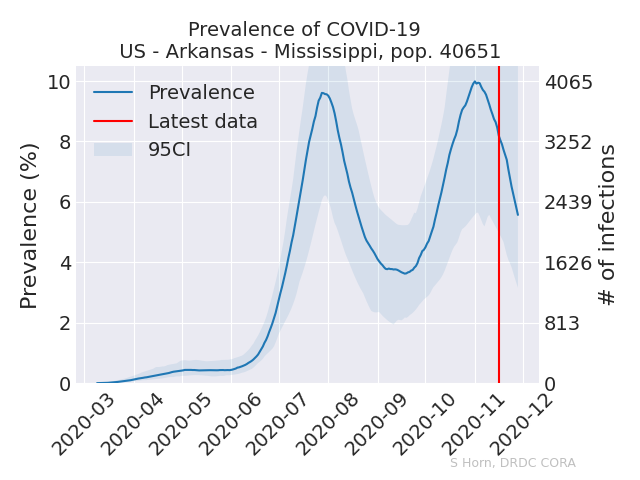 Prevalence of COVID-19
US - Arkansas - Mississippi, pop. 40651
Prevalence
Latest data
95CI
Prevalence (%)
10
8
6
4
2
0
4065
3252
2439
1626
813
0
# of infections
2020-03
2020-04
2020-05
2020-06
2020-07
2020-08
2020-09
2020-10
2020-11
2020-12
S Horn, DRDC CORA